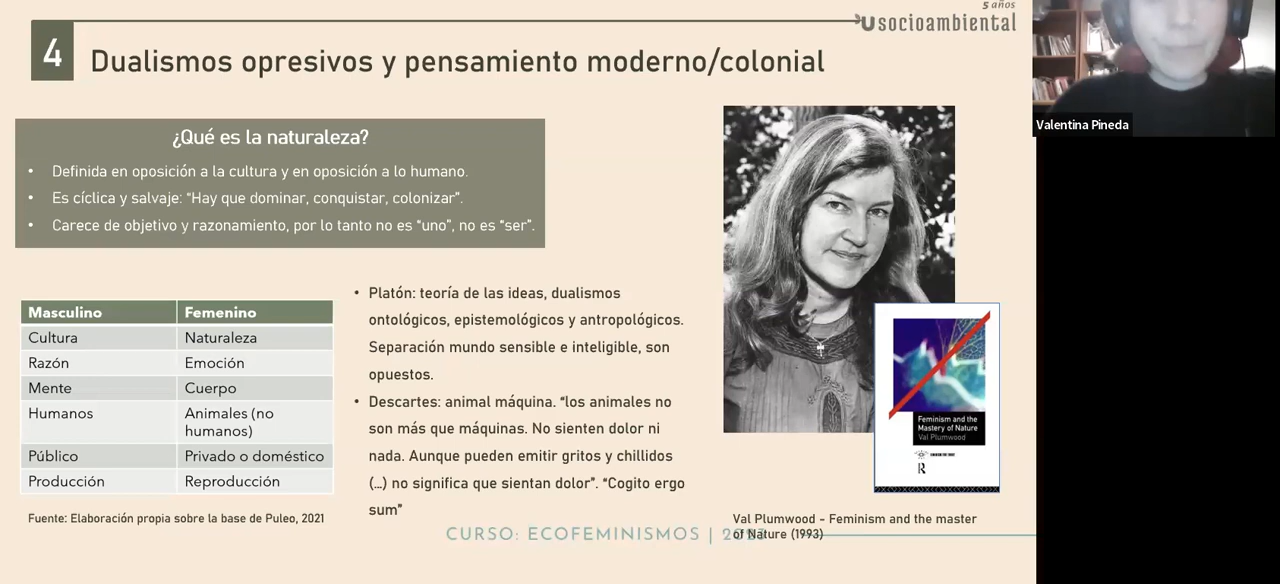 5 años
Usocioambiental
4
Dualismos opresivos y pensamiento moderno/colonial
Valentina Pineda
¿Qué es la naturaleza?
• Definida en oposición a la cultura y en oposición a lo humano.
• Es cíclica y salvaje: “Hay que dominar, conquistar, colonizar”.
• Carece de objetivo y razonamiento, por lo tanto no es “uno”, no es “ser”.
Masculino Femenino
Cultura Naturaleza
Razón Emoción
Mente Cuerpo
Humanos Animales (no
humanos)
Público Privado o doméstico
Producción Reproducción
Fuente: Elaboración propia sobre la base de Puleo, 2021
• Platón: teoría de las ideas, dualismos
ontológicos, epistemológicos y antropológicos.
Separación mundo sensible e inteligible, son
opuestos.
• Descartes: animal máquina. “los animales no
son más que máquinas. No sienten dolor ni
nada. Aunque pueden emitir gritos y chillidos
(...) no significa que sientan dolor”. “Cogito ergo
sum”
Feminism and the
Mastery of Nature
Val Plumwood
R
Val Plumwood - Feminism and the master
of Nature (1993)
CURSO: ECOFEMINISMOS |